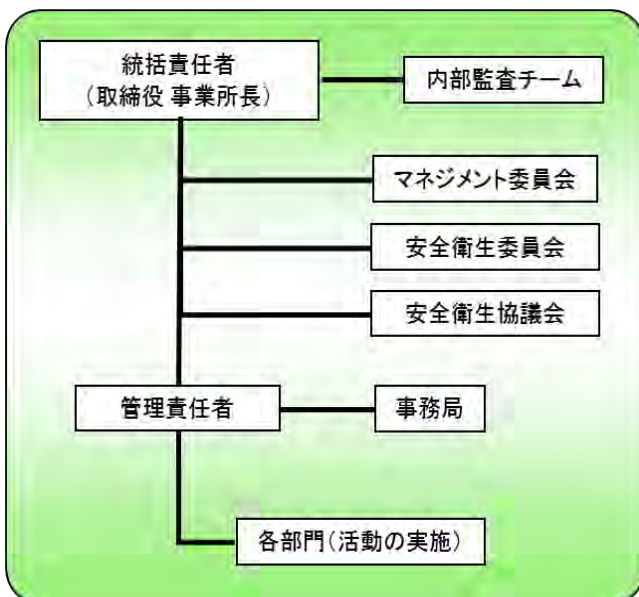 統括責任者
（取締役 事業所長）
内部監査チーム
マネジメント委員会
安全衛生委員会
安全衛生協議会
管理責任者
事務局
各部門（活動の実施）